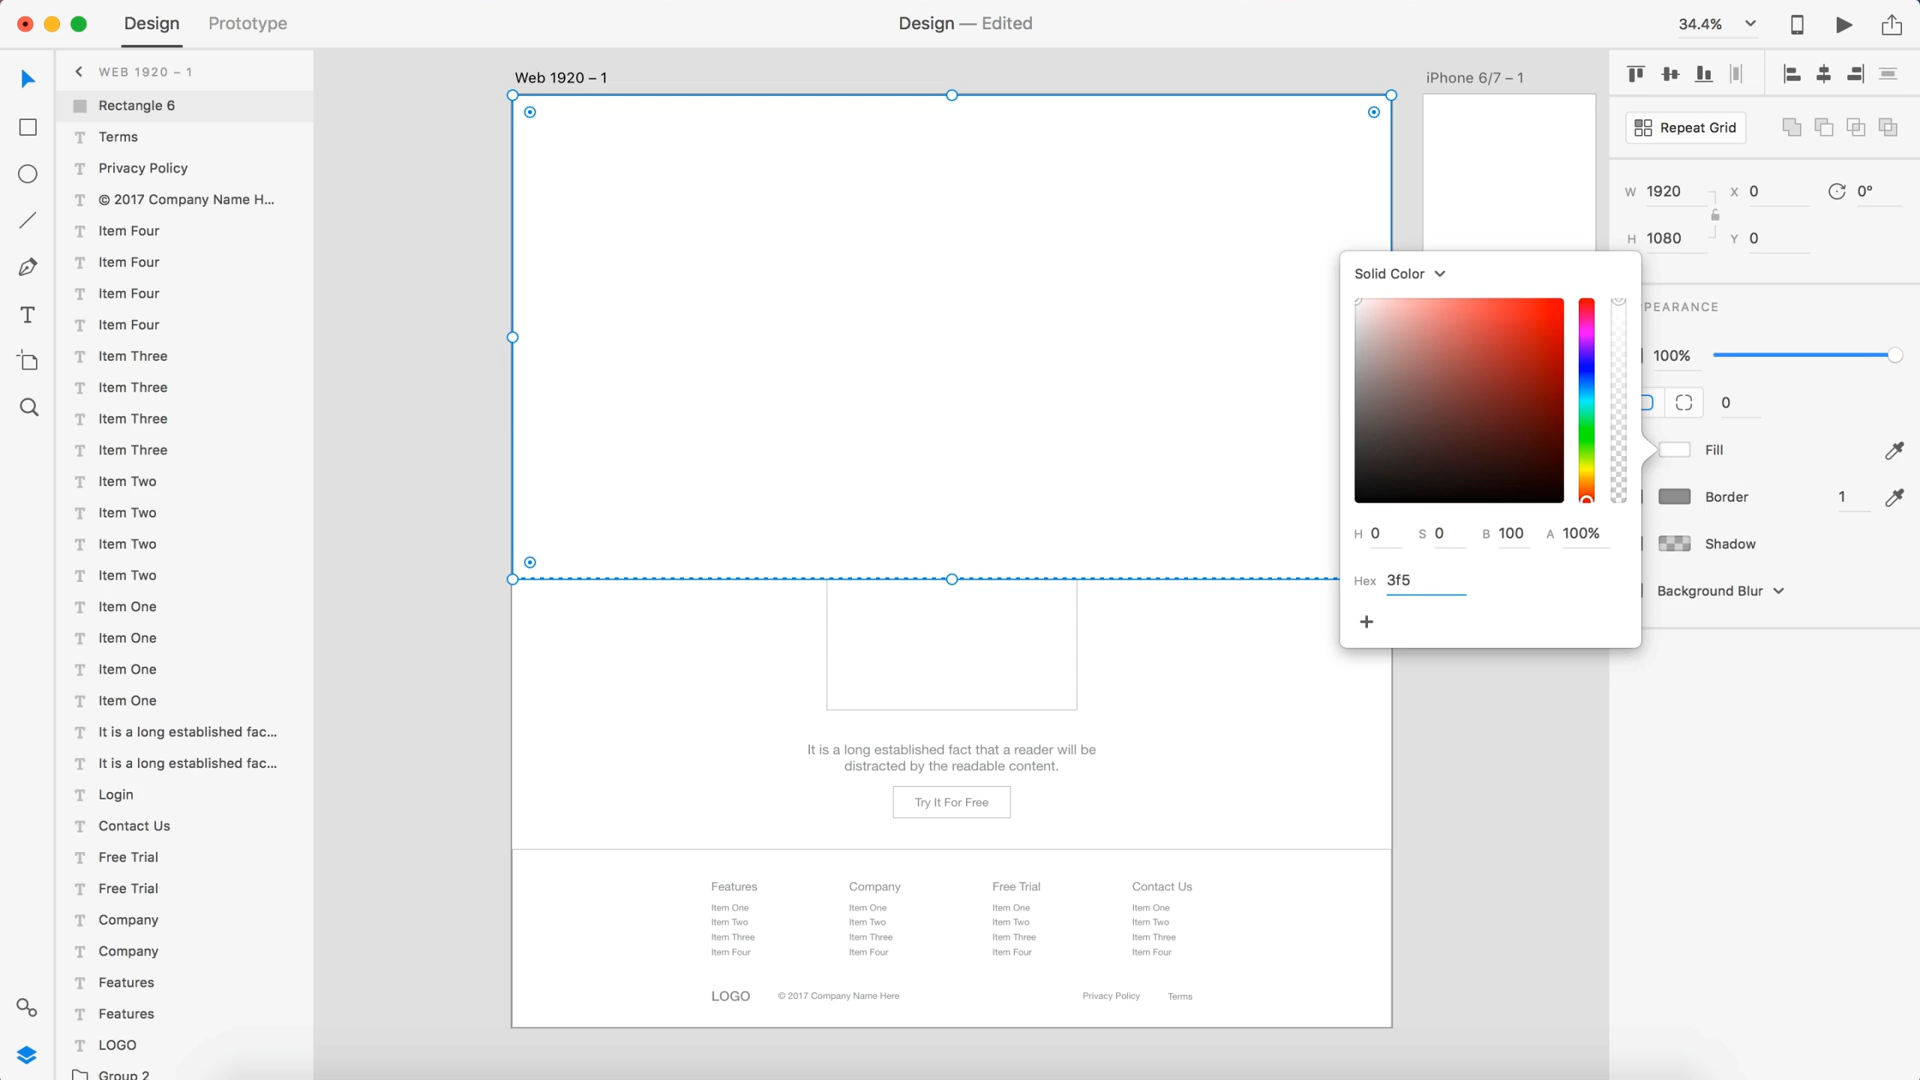 Design
Prototype
Design — Edited
34.4%
WEB 1920 – 1
Rectangle 6
Terms
Privacy Policy
© 2017 Company Name H...
Item Four
Item Four
Item Four
Item Four
Item Three
Item Three
Item Three
Item Three
Item Two
Item Two
Item Two
Item Two
Item One
Item One
Item One
Item One
It is a long established fac...
It is a long established fac...
Login
Contact Us
Free Trial
Free Trial
Company
Company
Features
Features
LOGO
Group 2
Web 1920 – 1
iPhone 6/7 – 1
It is a long established fact that a reader will be
distracted by the readable content.
Try It For Free
Features
Company
Free Trial
Contact Us
Item One
Item One
Item One
Item One
Item Two
Item Two
Item Two
Item Two
Item Three
Item Three
Item Three
Item Three
Item Four
Item Four
Item Four
Item Four
LOGO
© 2017 Company Name Here
Privacy Policy
Terms
Solid Color
H 0 S 0 B 100 A 100%
Hex 3f5
Repeat Grid
W 1920 X 0 0°
H 1080 Y 0
PEARANCE
100%
0
Fill
Border 1
Shadow
Background Blur